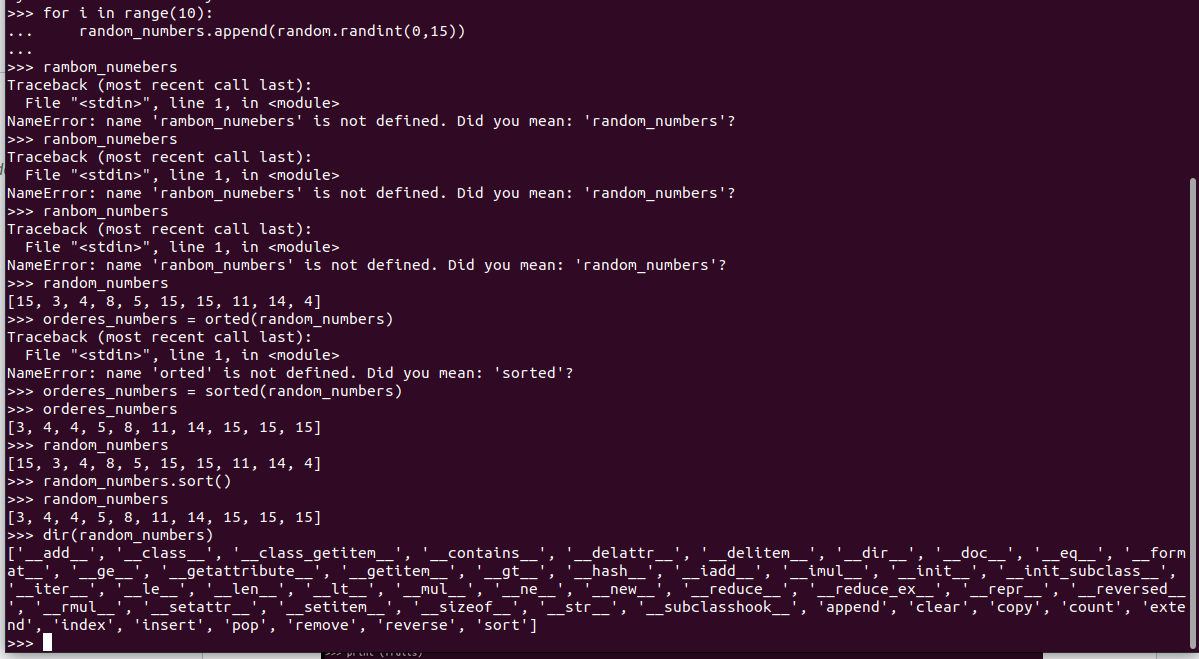 >>> for i in range(10):
...     random_numbers.append(random.randint(0,15))
...
>>> rambom_numebers
Traceback (most recent call last):
  File "<stdin>", line 1, in <module>
NameError: name 'rambom_numebers' is not defined. Did you mean: 'random_numbers'?
>>> ranbom_numebers
Traceback (most recent call last):
  File "<stdin>", line 1, in <module>
NameError: name 'ranbom_numebers' is not defined. Did you mean: 'random_numbers'?
>>> ranbom_numbers
Traceback (most recent call last):
  File "<stdin>", line 1, in <module>
NameError: name 'ranbom_numbers' is not defined. Did you mean: 'random_numbers'?
>>> random_numbers
[15, 3, 4, 8, 5, 15, 15, 11, 14, 4]
>>> orderes_numbers = orted(random_numbers)
Traceback (most recent call last):
  File "<stdin>", line 1, in <module>
NameError: name 'orted' is not defined. Did you mean: 'sorted'?
>>> orderes_numbers = sorted(random_numbers)
>>> orderes_numbers
[3, 4, 4, 5, 8, 11, 14, 15, 15, 15]
>>> random_numbers
[15, 3, 4, 8, 5, 15, 15, 11, 14, 4]
>>> random_numbers.sort()
>>> random_numbers
[3, 4, 4, 5, 8, 11, 14, 15, 15, 15]
>>> dir(random_numbers)
['__add__', '__class__', '__class_getitem__', '__contains__', '__delattr__', '__delitem__', '__dir__', '__doc__', '__eq__', '__form
at__', '__ge__', '__getattribute__', '__getitem__', '__gt__', '__hash__', '__iadd__', '__imul__', '__init__', '__init_subclass__',
'__iter__', '__le__', '__len__', '__lt__', '__mul__', '__ne__', '__new__', '__reduce__', '__reduce_ex__', '__repr__', '__reversed__
', '__rmul__', '__setattr__', '__setitem__', '__sizeof__', '__str__', '__subclasshook__', 'append', 'clear', 'copy', 'count', 'exte
nd', 'index', 'insert', 'pop', 'remove', 'reverse', 'sort']
>>>
>>> print (fruits)